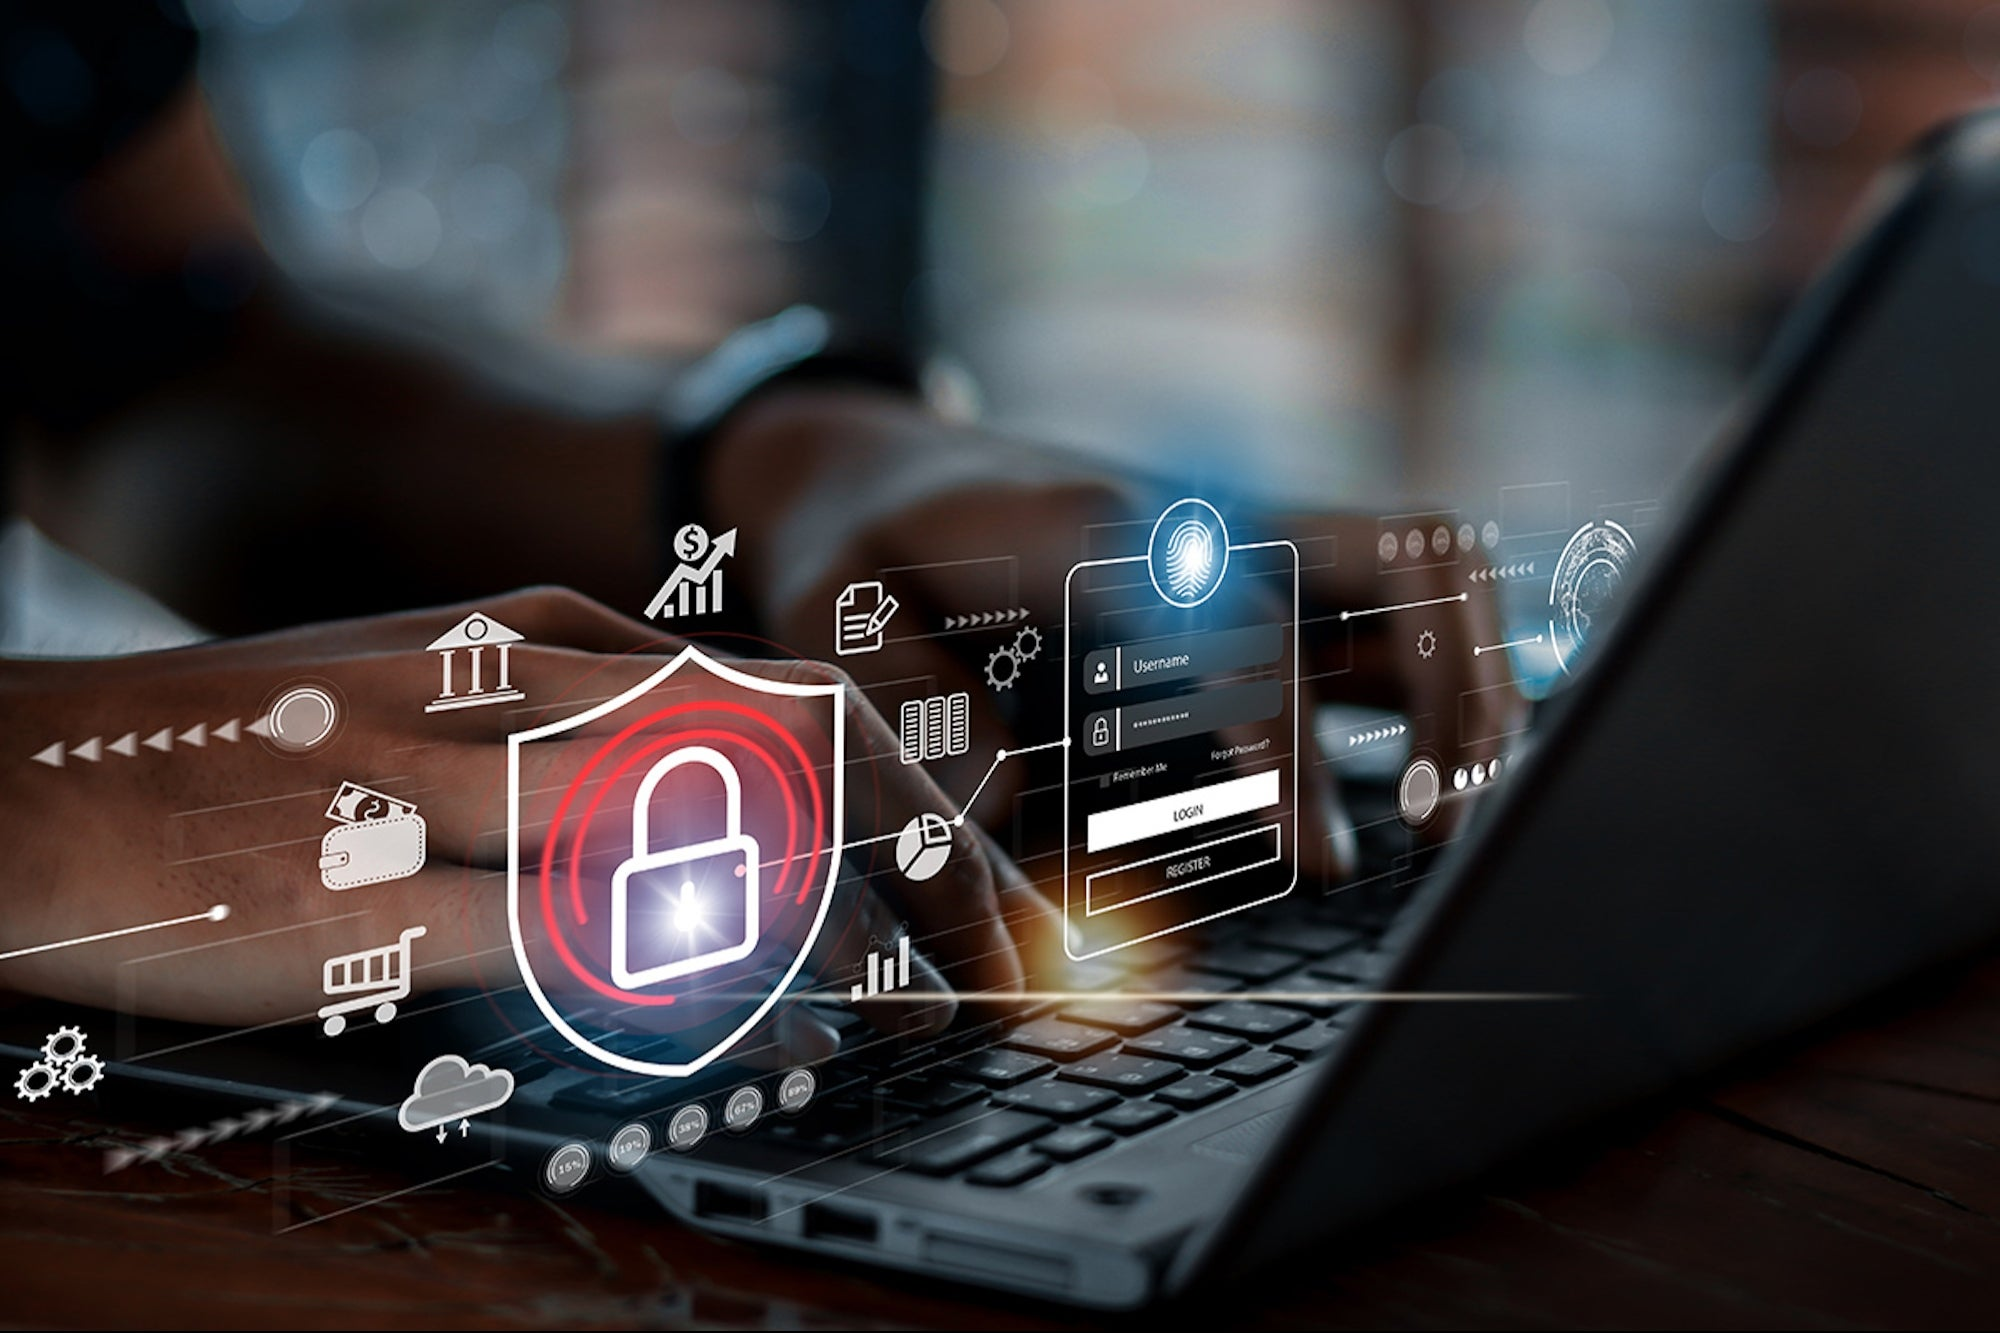 $
Username
Forgot Password?
Remember Me
LOGIN
REGISTER
15%
19%
38%
67%
89%